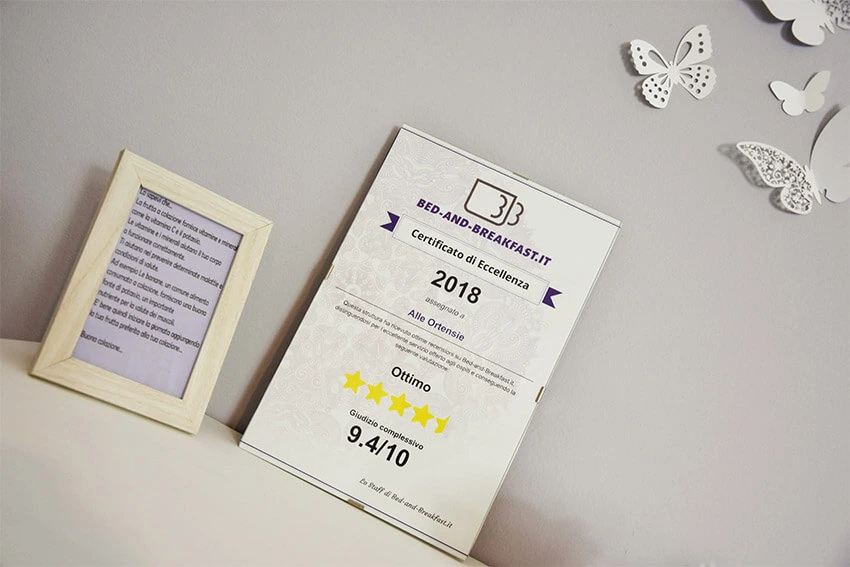 Lo sapevi che...
La frutta a colazione fornisce vitamine e minerali
come la vitamina C e il potassio.
Le vitamine e i minerali aiutano il tuo corpo
a funzionare correttamente.
Ti aiutano nel prevenire determinate malattie e
condizioni di salute.
Ad esempio Le banane, un comune alimento
consumato a colazione, forniscono una buona
fonte di potassio, un importante
nutriente per la salute dei muscoli.
E' bene quindi iniziare la giornata aggiungendo
la tua frutta preferita alla tua colazione...
Buona colazione...
BED-AND-BREAKFAST.IT
Certificato di Eccellenza
2018
assegnato a
Alle Ortensie
Questa struttura ha ricevuto ottime recensioni su Bed-and-Breakfast.it,
distinguendosi per l'eccellente servizio offerto agli ospiti e conseguendo la
seguente valutazione:
Ottimo
Giudizio complessivo
9.4/10
Lo Staff di Bed-and-Breakfast.it